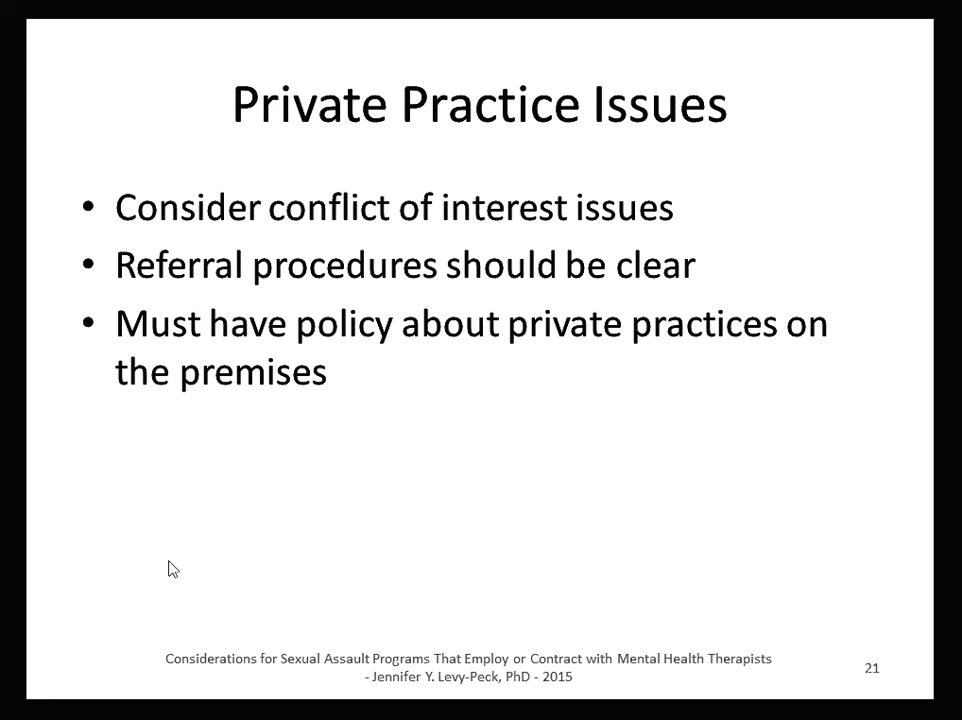 Private Practice Issues
• Consider conflict of interest issues
• Referral procedures should be clear
• Must have policy about private practices on
the premises
Considerations for Sexual Assault Programs That Employ or Contract with Mental Health Therapists
- Jennifer Y. Levy-Peck, PhD - 2015
21